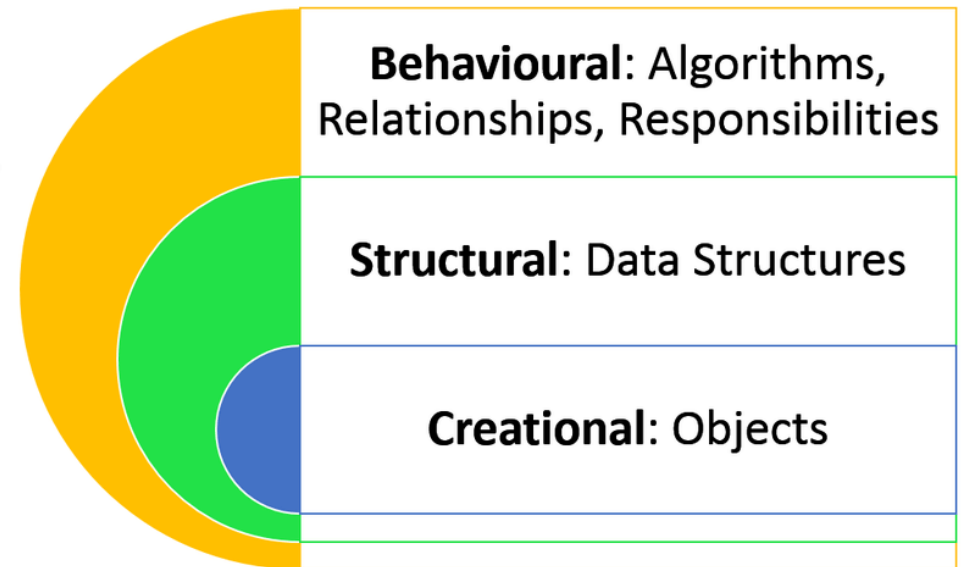 Behavioural: Algorithms,
Relationships, Responsibilities
Structural: Data Structures
Creational: Objects